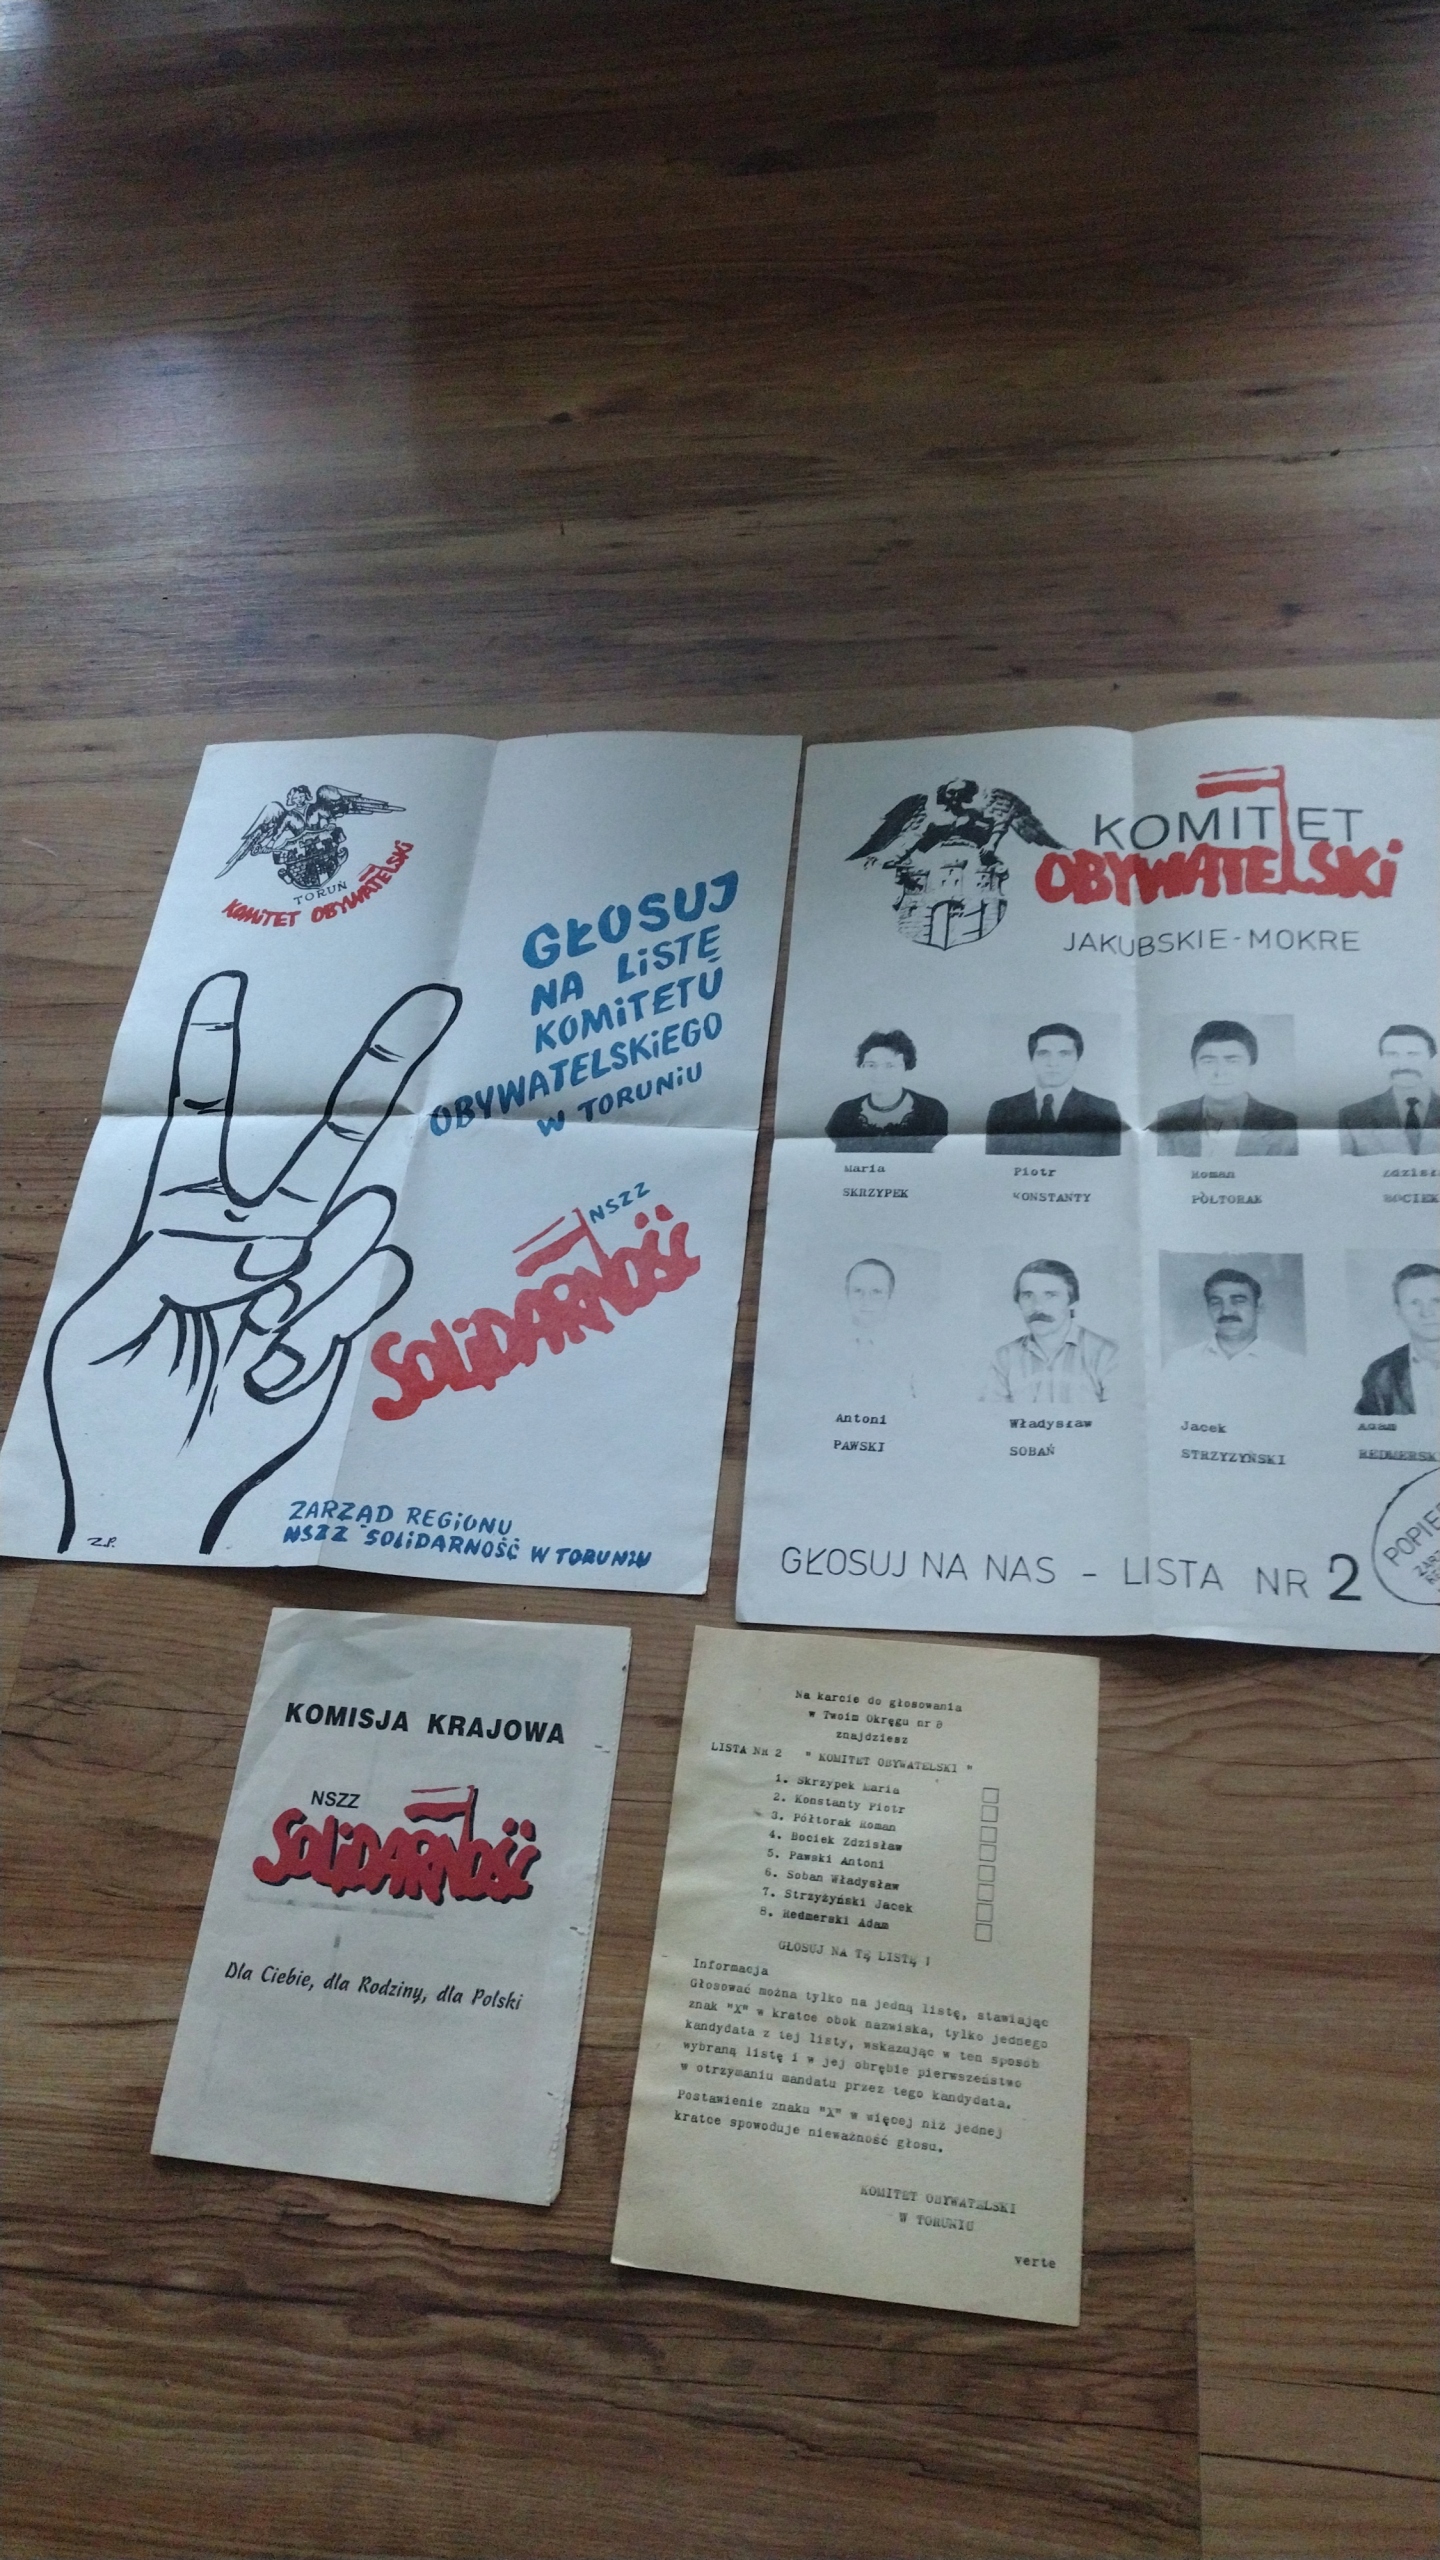 TORUŃ
KOMITET OBYWATELSKI
GŁOSUJ
NA LISTĘ
KOMITETU
OBYWATELSKIEGO
W TORUNIU
NSZZ
SOLIDARNOŚĆ
ZARZĄD REGIONU
NSZZ SOLIDARNOŚĆ W TORUNIU
Z.P.
KOMITET
OBYWATELSKI
JAKUBSKIE-MOKRE
Maria
SKRZYPEK
Piotr
KONSTANTY
Roman
PÓŁTORAK
Zdzisł
BOCIEK
Antoni
PAWSKI
Władysław
SOBAŃ
Jacek
STRZYŻYŃSKI
Adam
REDMERSK
GŁOSUJ NA NAS - LISTA NR 2
POPIE
KOMISJA KRAJOWA
NSZZ
SOLIDARNOŚĆ
Dla Ciebie, dla Rodziny, dla Polski
Na karcie do głosowania
w Twoim Okręgu nr 8
znajdziesz
LISTA NR 2 " KOMITET OBYWATELSKI "
1. Skrzypek Maria
2. Konstanty Piotr
3. Półtorak Roman
4. Bociek Zdzisław
5. Pawski Antoni
6. Soban Władysław
7. Strzyżyński Jacek
8. Redmerski Adam
GŁOSUJ NA TĘ LISTĘ !
Informacja
Głosować można tylko na jedną listę, stawiając
znak "X" w kratce obok nazwiska, tylko jednego
kandydata z tej listy, wskazując w ten sposób
wybraną listę i w jej obrębie pierwszeństwo
w otrzymaniu mandatu przez tego kandydata.
Postawienie znaku "X" w więcej niż jednej
kratce spowoduje nieważność głosu.
KOMITET OBYWATELSKI
W TORUNIU
verte